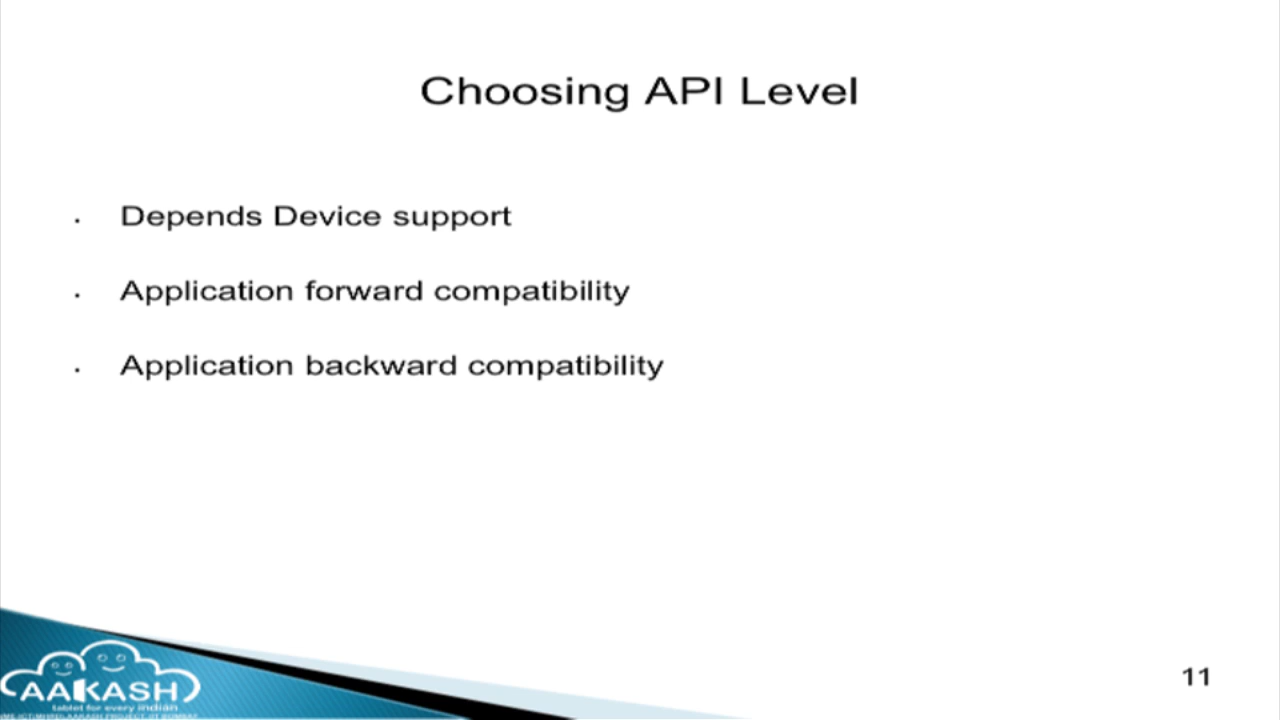 Choosing API Level
· Depends Device support
· Application forward compatibility
· Application backward compatibility
AAKASH
tablet for every indian
11